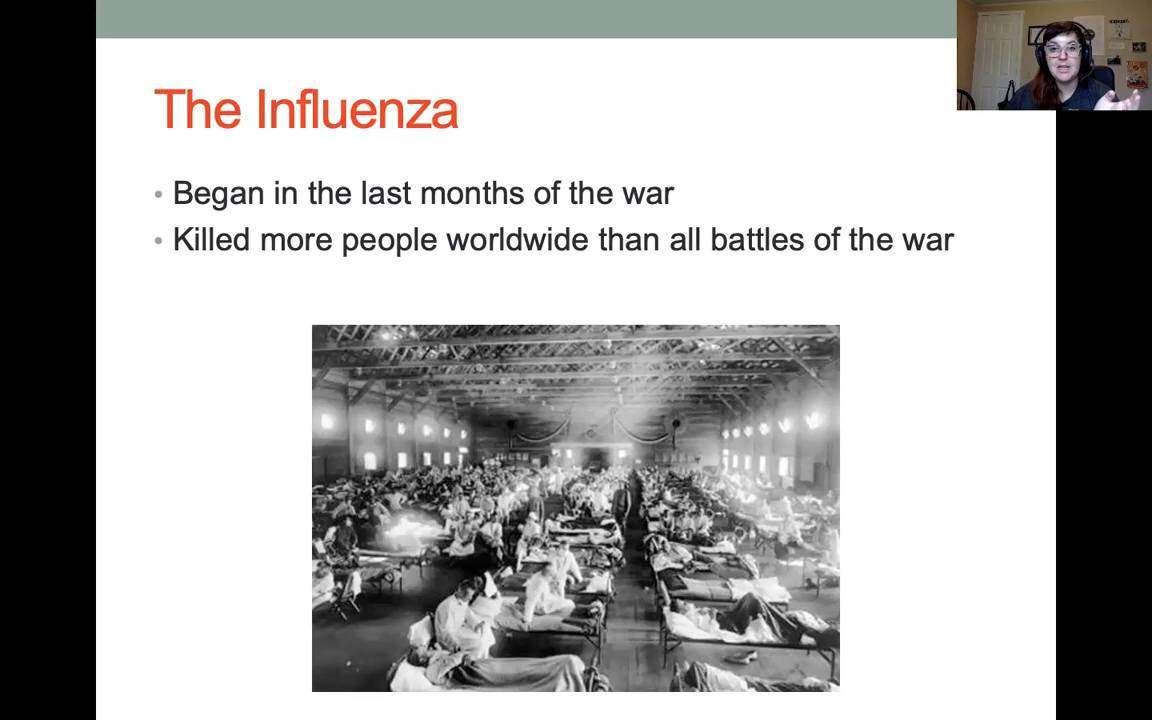 The Influenza
• Began in the last months of the war
• Killed more people worldwide than all battles of the war